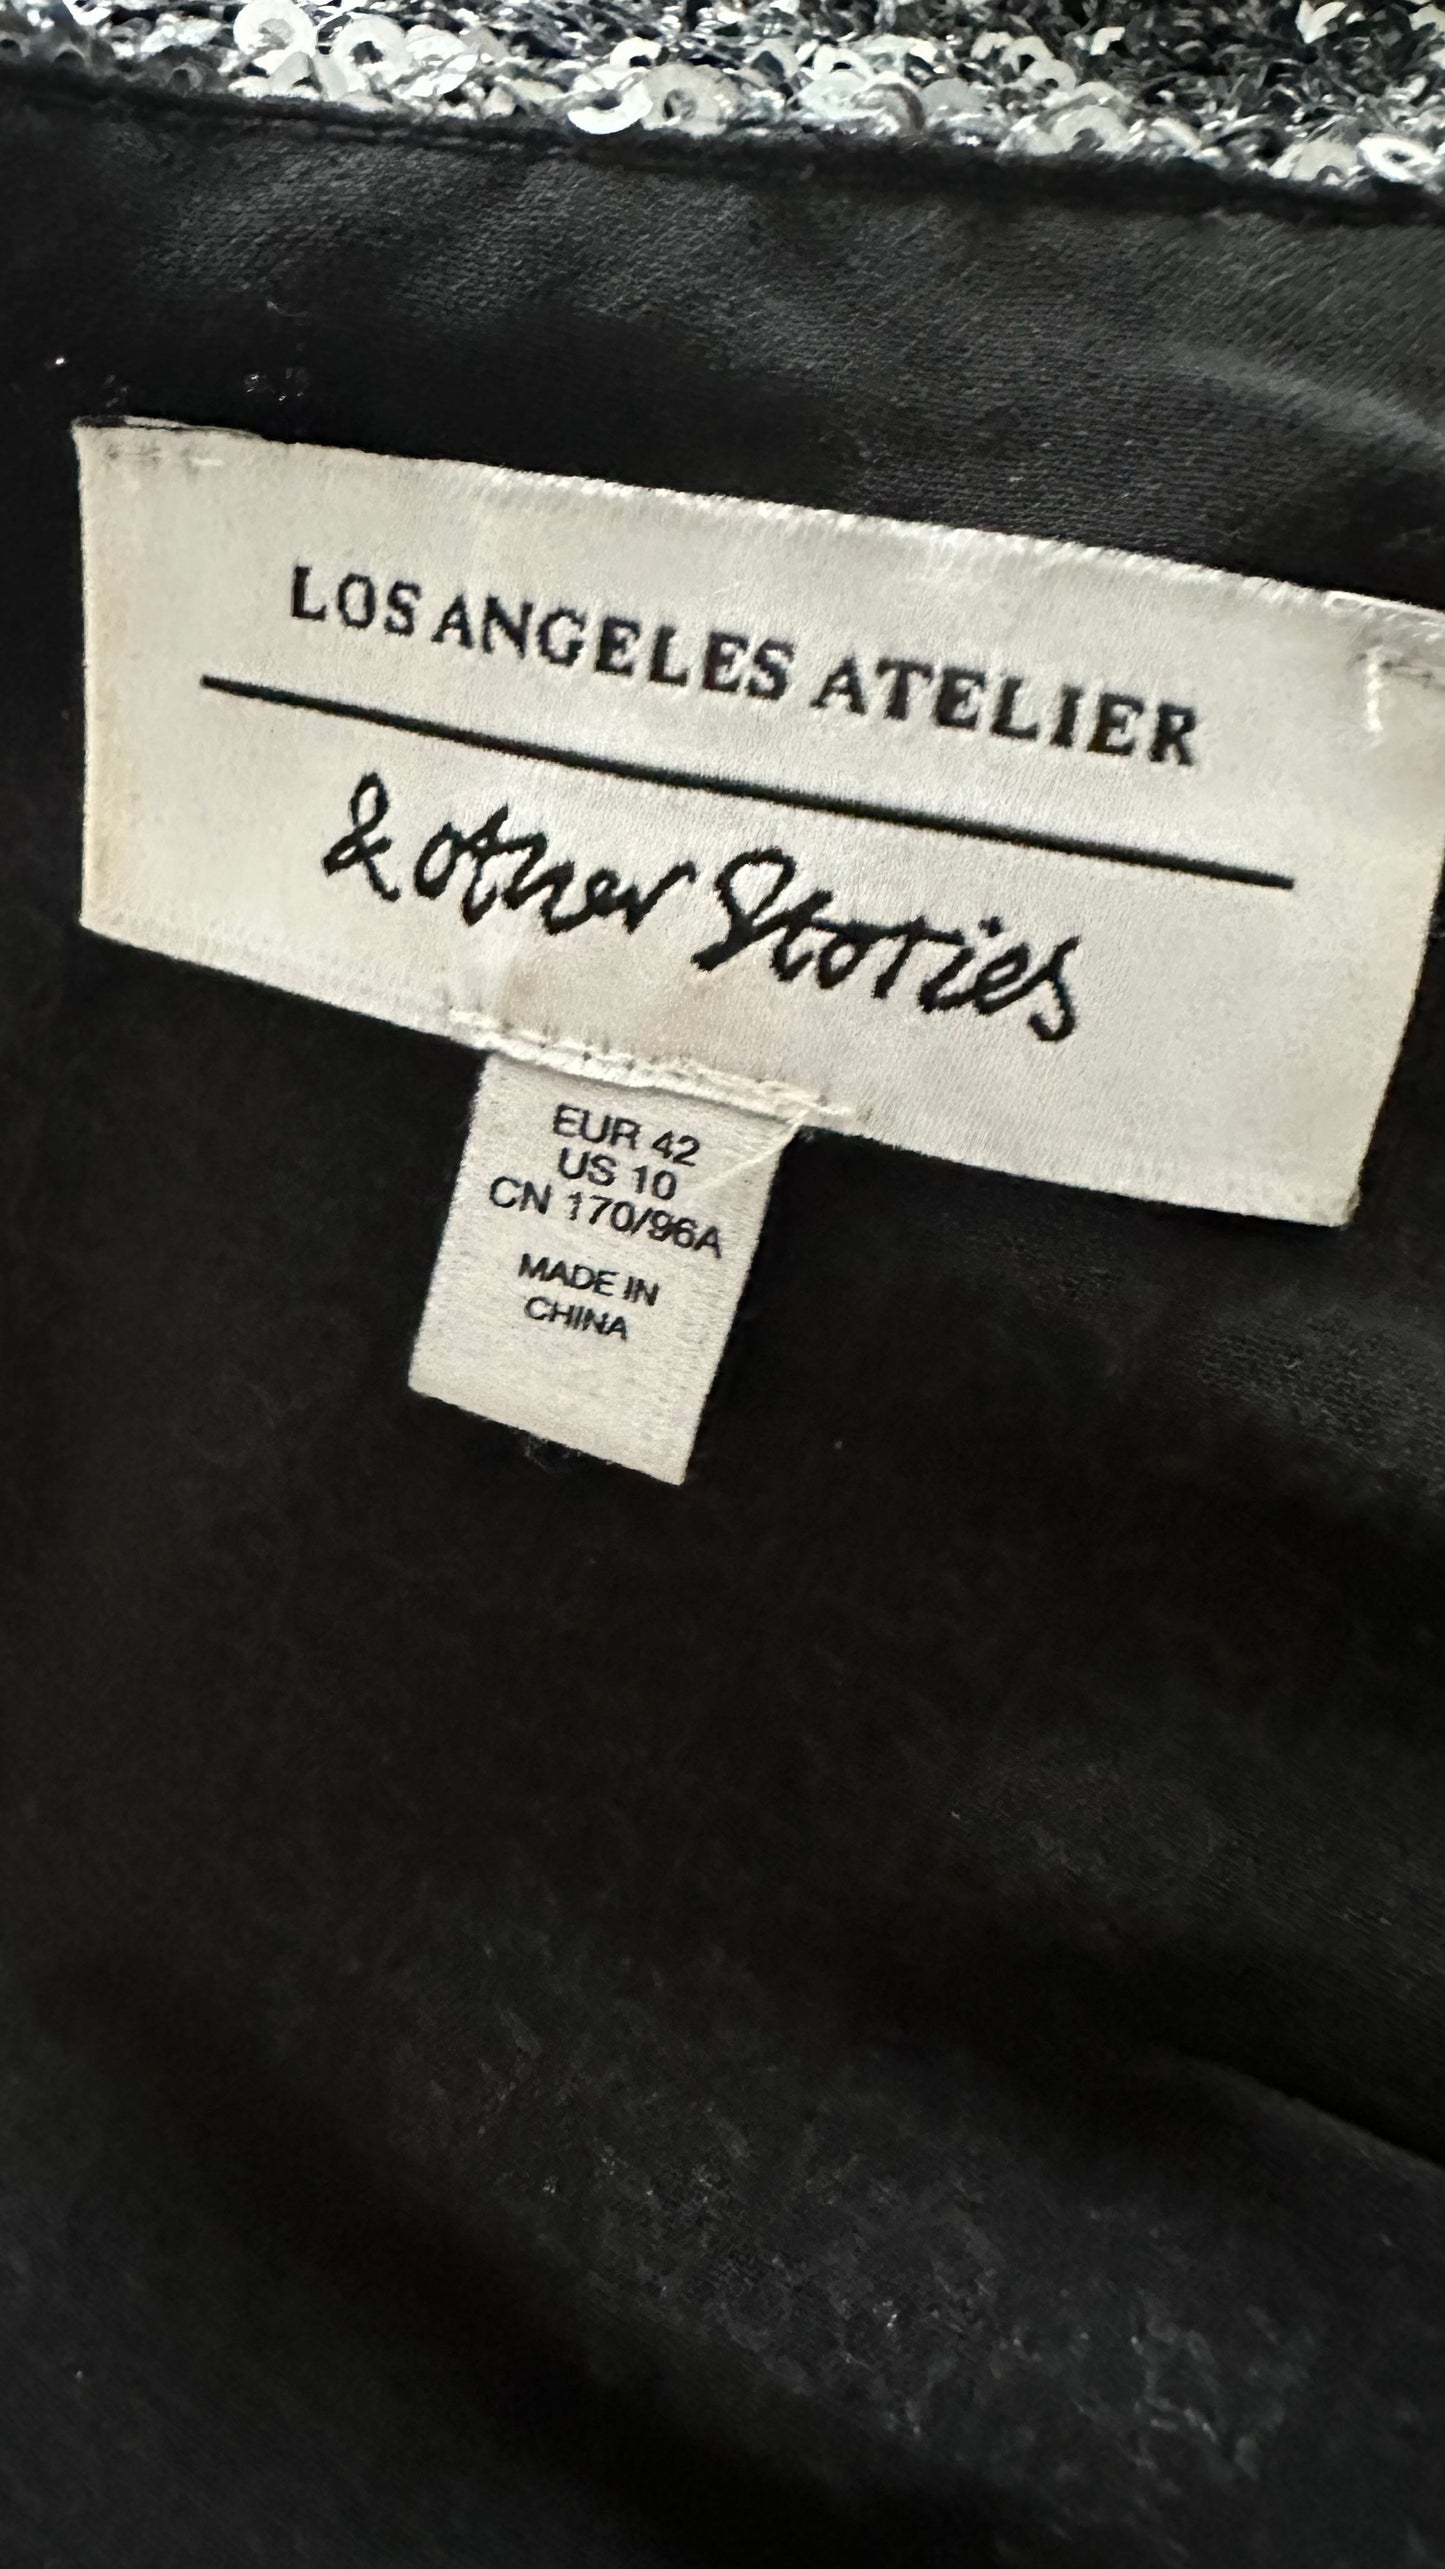 LOS ANGELES ATELIER
& other Stories
EUR 42
US 10
CN 170/96A
MADE IN
CHINA